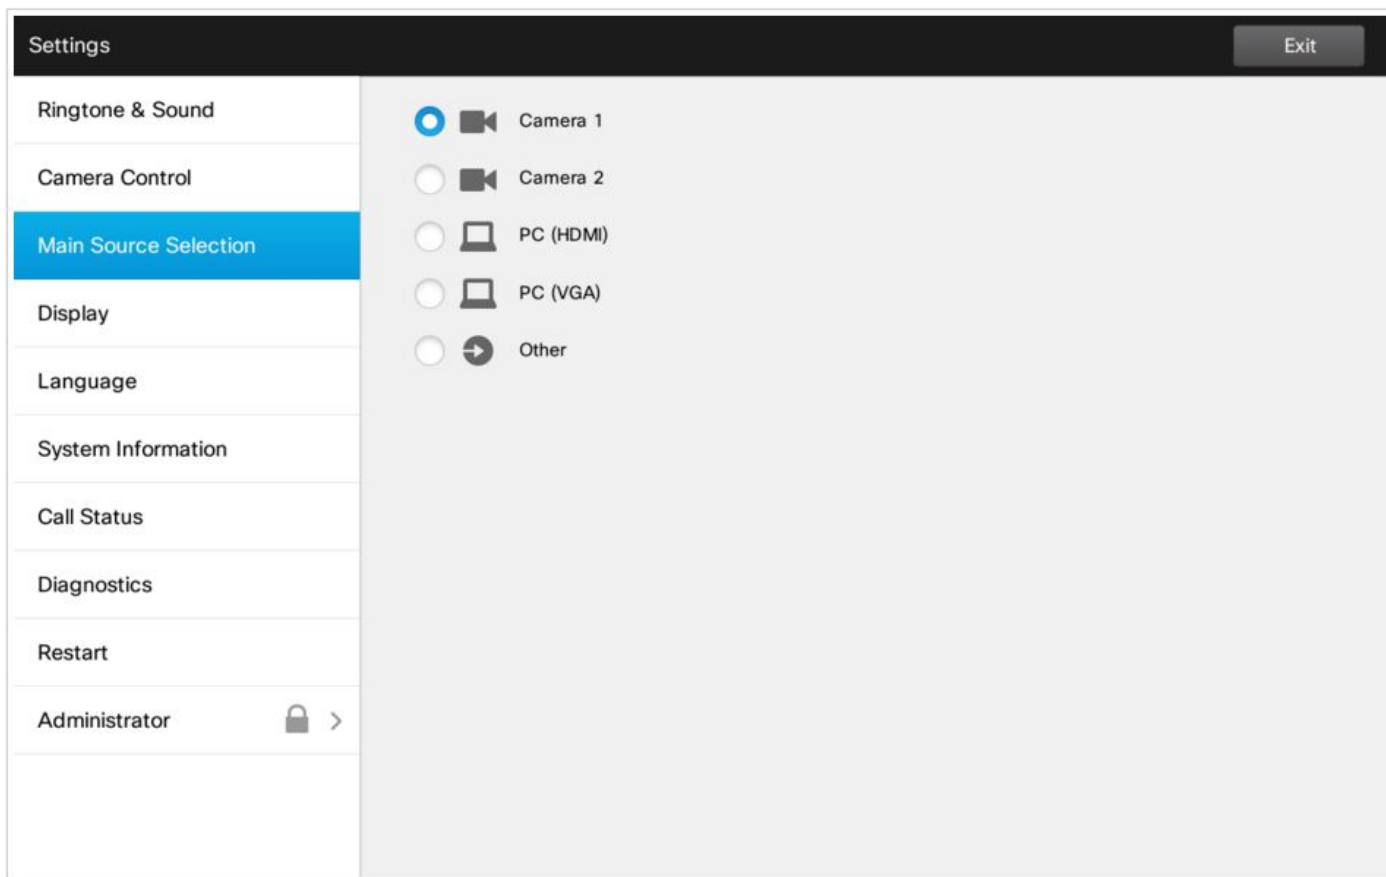 Settings
Exit
Ringtone & Sound
Camera Control
Main Source Selection
Display
Language
System Information
Call Status
Diagnostics
Restart
Administrator
Camera 1
Camera 2
PC (HDMI)
PC (VGA)
Other